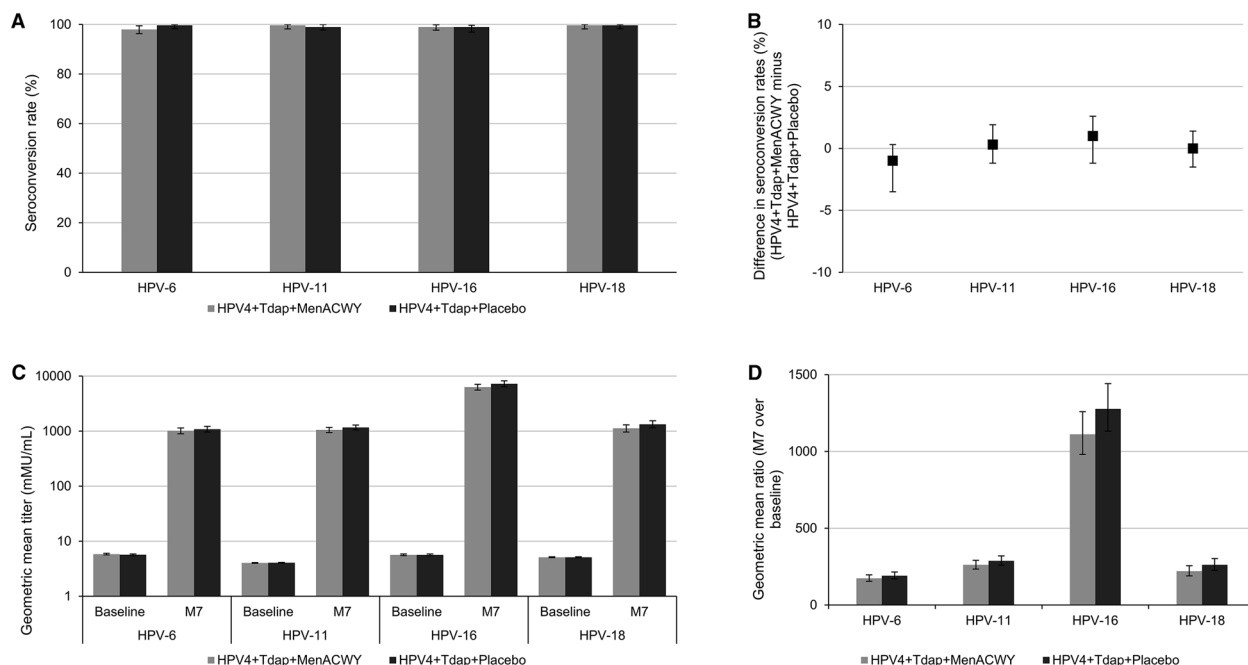 A
Seroconversion rate (%)
100
80
60
40
20
0
HPV-6
HPV-11
HPV-16
HPV-18
HPV4+Tdap+MenACWY
HPV4+Tdap+Placebo
B
Difference in seroconversion rates (%)
(HPV4+Tdap+MenACWY minus
HPV4+Tdap+Placebo)
10
5
0
-5
-10
HPV-6
HPV-11
HPV-16
HPV-18
C
Geometric mean titer (mMU/mL)
10000
1000
100
10
1
Baseline M7 Baseline M7 Baseline M7 Baseline M7
HPV-6 HPV-11 HPV-16 HPV-18
HPV4+Tdap+MenACWY
HPV4+Tdap+Placebo
D
Geometric mean ratio (M7 over
baseline)
1500
1000
500
0
HPV-6
HPV-11
HPV-16
HPV-18
HPV4+Tdap+MenACWY
HPV4+Tdap+Placebo